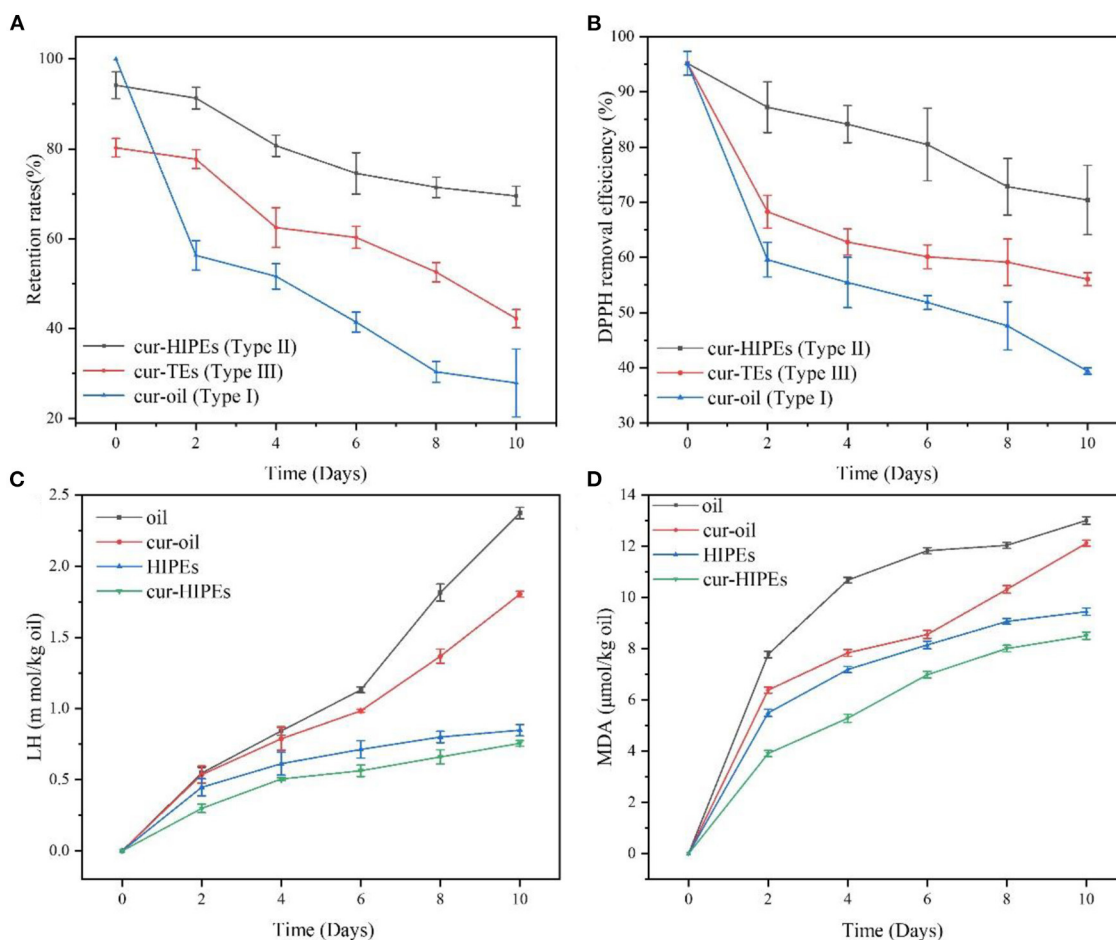 A
Retention rates(%)
100
80
60
40
20
cur-HIPEs (Type II)
cur-TEs (Type III)
cur-oil (Type I)
0 2 4 6 8 10
Time (Days)
B
DPPH removal effeiciency (%)
100
90
80
70
60
50
40
30
cur-HIPEs (Type II)
cur-TEs (Type III)
cur-oil (Type I)
0 2 4 6 8 10
Time (Days)
C
LH (m mol/kg oil)
2.5
2.0
1.5
1.0
0.5
0.0
oil
cur-oil
HIPEs
cur-HIPEs
0 2 4 6 8 10
Time (Days)
D
MDA (μmol/kg oil)
14
12
10
8
6
4
2
0
oil
cur-oil
HIPEs
cur-HIPEs
0 2 4 6 8 10
Time (Days)